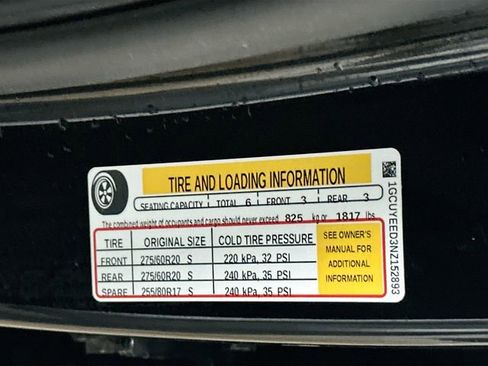 TIRE AND LOADING INFORMATION
SEATING CAPACITY TOTAL 6 FRONT 3 REAR 3
The combined weight of occupants and cargo should never exceed 825 kg or 1817 lbs
TIRE ORIGINAL SIZE COLD TIRE PRESSURE
FRONT 275/60R20 S 220 kPa, 32 PSI
REAR 275/60R20 S 240 kPa, 35 PSI
SPARE 255/80R17 S 240 kPa, 35 PSI
SEE OWNER'S
MANUAL FOR
ADDITIONAL
INFORMATION
1GCUYEED3NZ152893